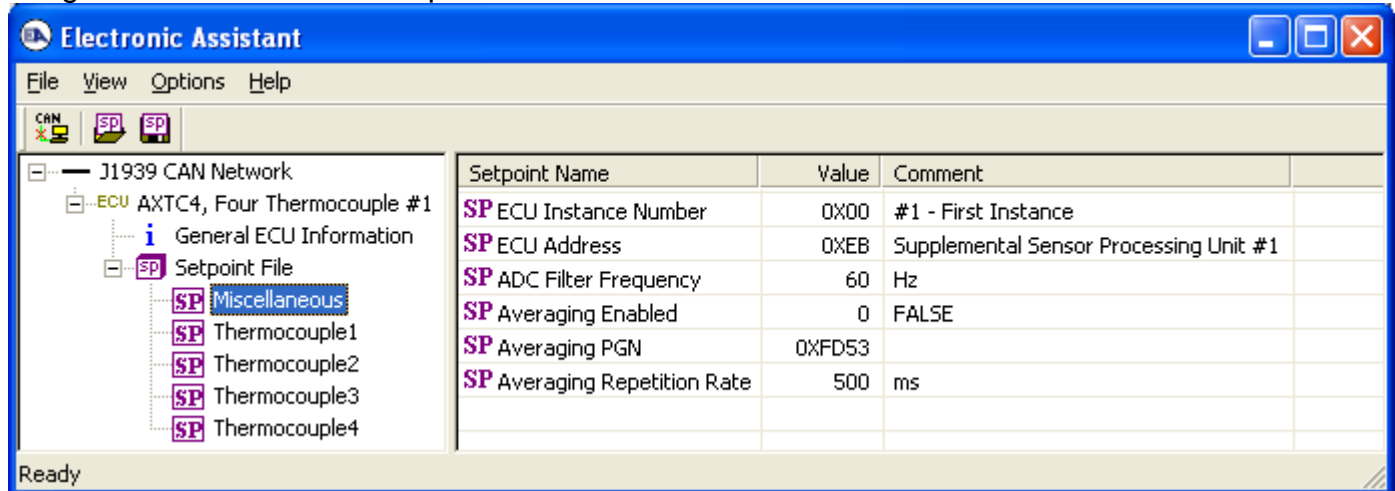 Electronic Assistant
File View Options Help
CAN SP SP
J1939 CAN Network
ECU AXTC4, Four Thermocouple #1
i General ECU Information
SP Setpoint File
SP Miscellaneous
SP Thermocouple1
SP Thermocouple2
SP Thermocouple3
SP Thermocouple4
Setpoint Name Value Comment
SP ECU Instance Number 0X00 #1 - First Instance
SP ECU Address 0XEB Supplemental Sensor Processing Unit #1
SP ADC Filter Frequency 60 Hz
SP Averaging Enabled 0 FALSE
SP Averaging PGN 0XFD53
SP Averaging Repetition Rate 500 ms
Ready